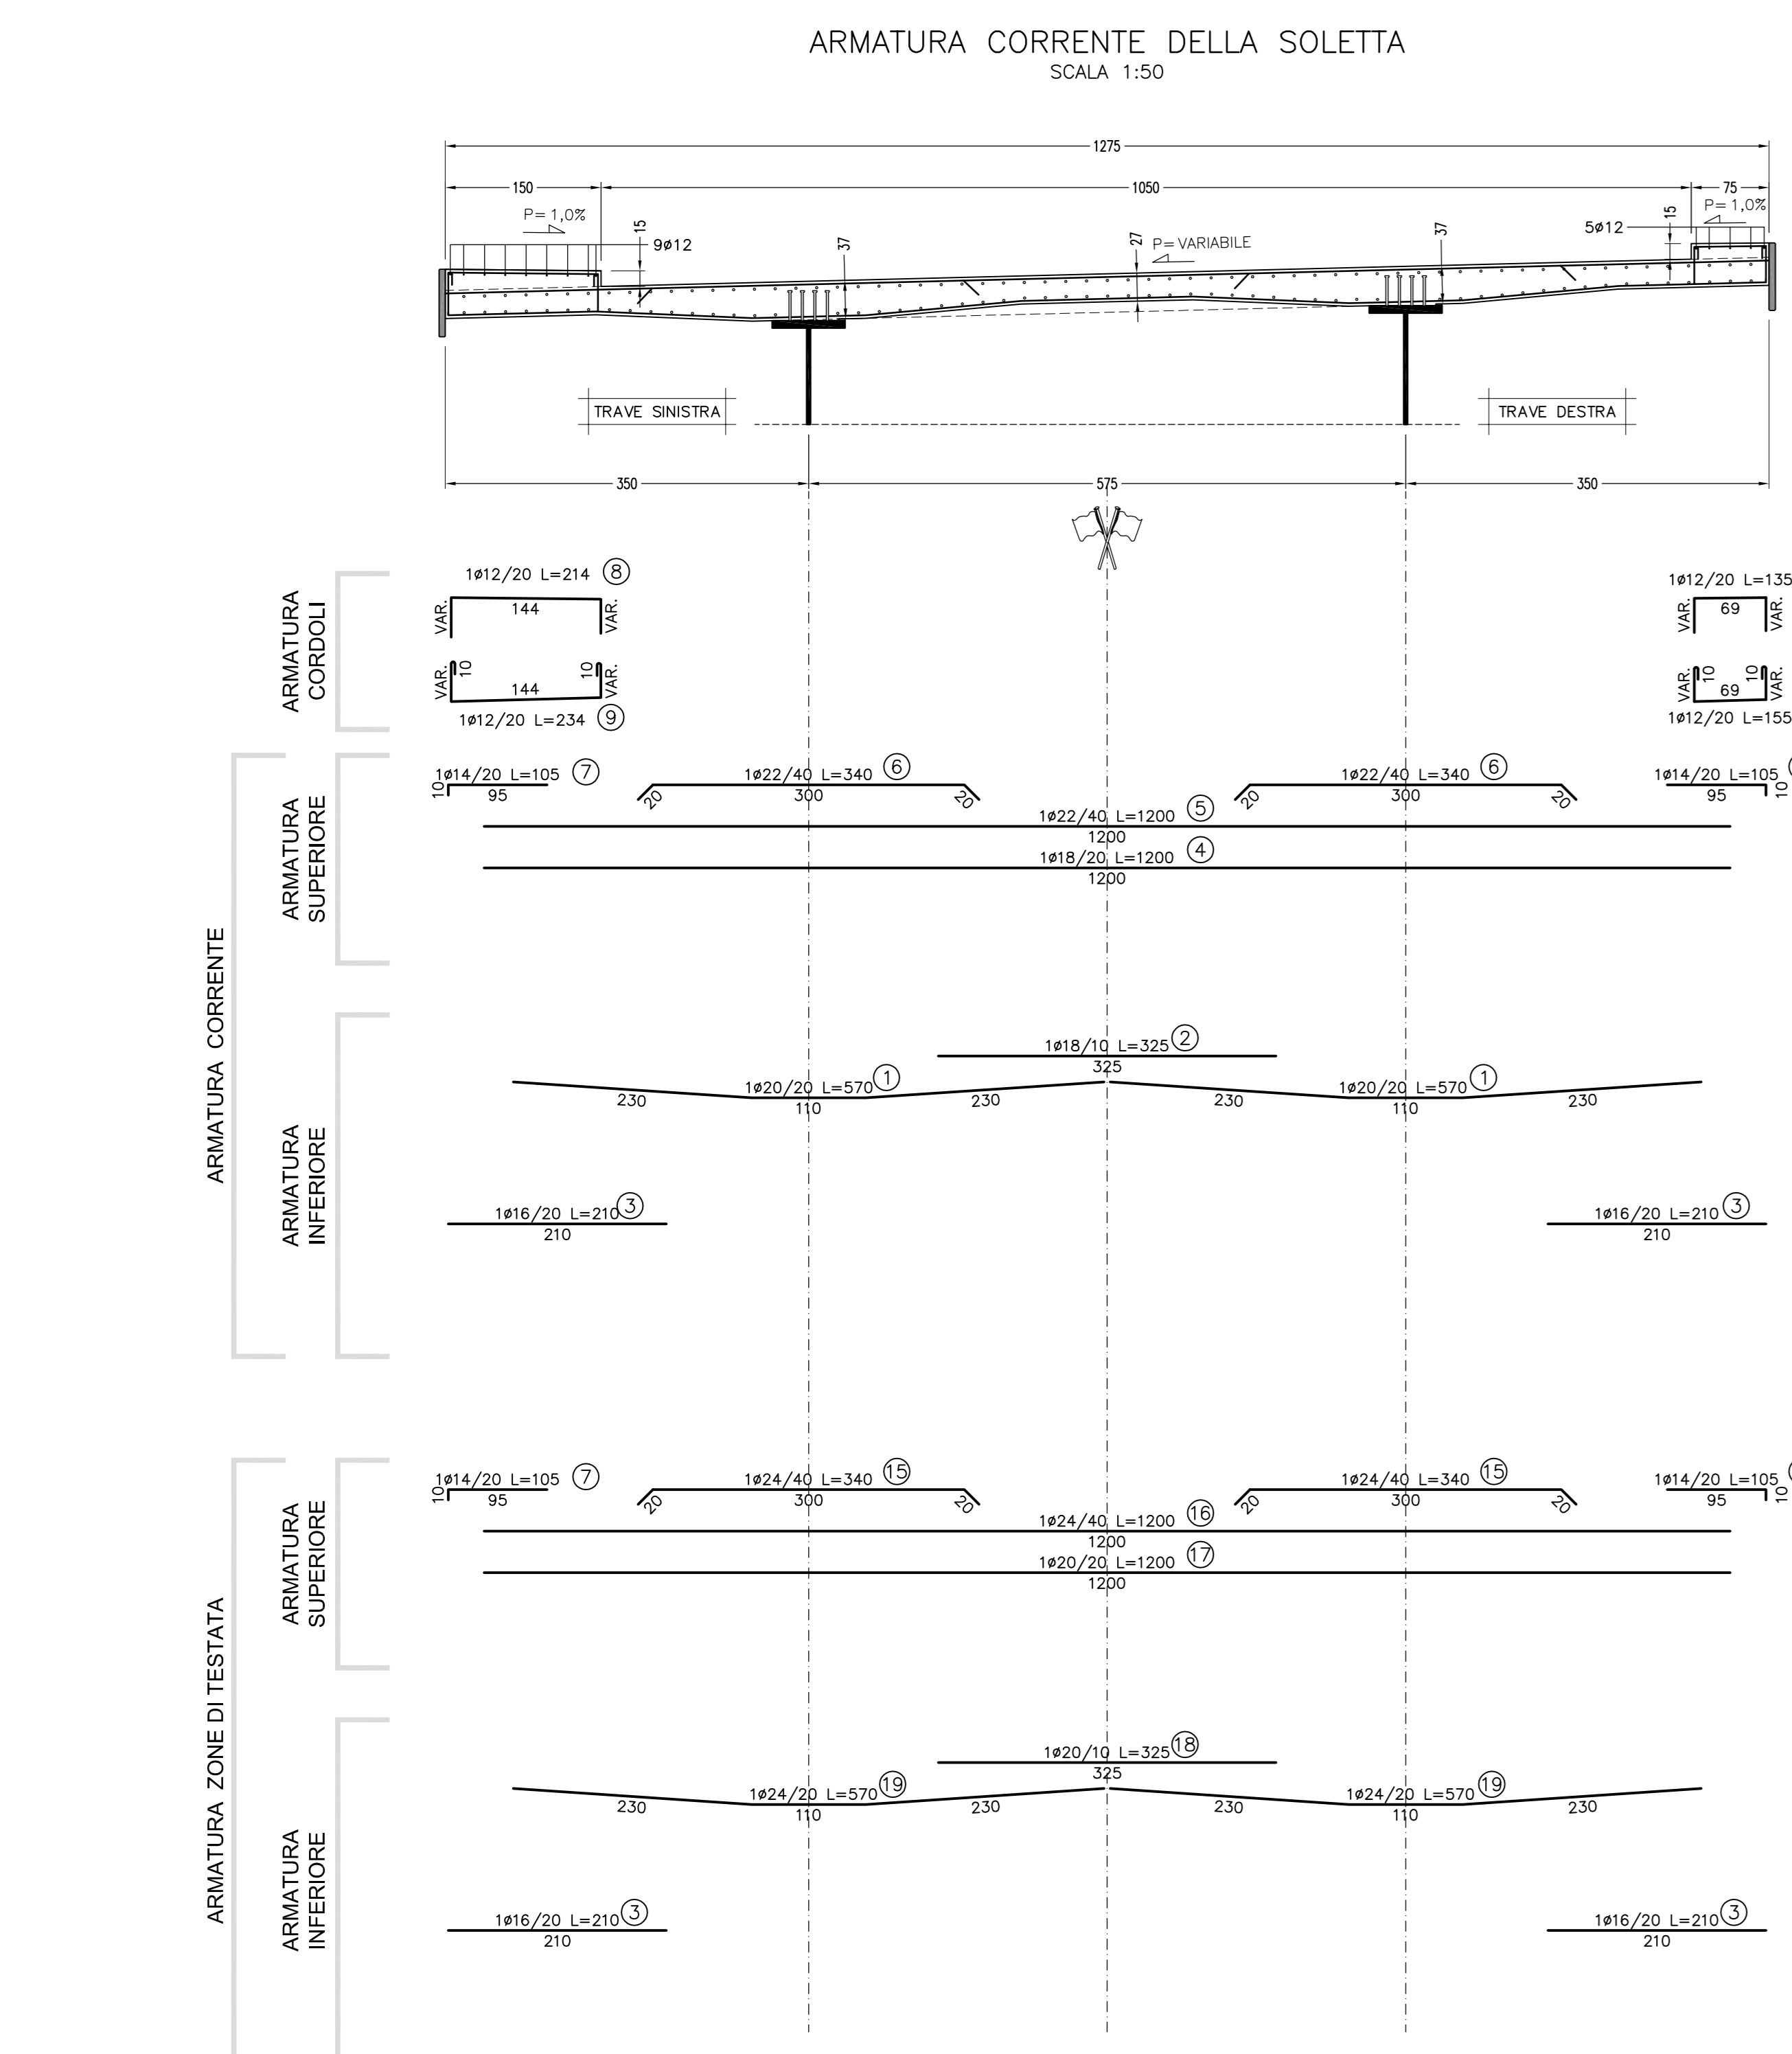 ARMATURA CORRENTE DELLA SOLETTA
SCALA 1:50
1275
150
1050
75
P= 1,0%
15
9ø12
37
27
P= VARIABILE
37
5ø12
15
P= 1,0%
TRAVE SINISTRA
TRAVE DESTRA
350
575
350
ARMATURA
CORDOLI
1ø12/20 L=214 8
VAR.
144
VAR.
VAR.
10
144
10
VAR.
1ø12/20 L=234 9
1ø12/20 L=135
VAR.
69
VAR.
VAR.
10
69
10
VAR.
1ø12/20 L=155
ARMATURA CORRENTE
ARMATURA
SUPERIORE
1ø14/20 L=105 7
10
95
1ø22/40 L=340 6
20
300
20
1ø22/40 L=340 6
20
300
20
1ø14/20 L=105
95
10
1ø22/40 L=1200 5
1200
1ø18/20 L=1200 4
1200
ARMATURA
INFERIORE
1ø18/10 L=325 2
325
1ø20/20 L=570 1
230
110
230
1ø20/20 L=570 1
230
110
230
1ø16/20 L=210 3
210
1ø16/20 L=210 3
210
ARMATURA ZONE DI TESTATA
ARMATURA
SUPERIORE
1ø14/20 L=105 7
10
95
1ø24/40 L=340 15
20
300
20
1ø24/40 L=340 15
20
300
20
1ø14/20 L=105
95
10
1ø24/40 L=1200 16
1200
1ø20/20 L=1200 17
1200
ARMATURA
INFERIORE
1ø20/10 L=325 18
325
1ø24/20 L=570 19
230
110
230
1ø24/20 L=570 19
230
110
230
1ø16/20 L=210 3
210
1ø16/20 L=210 3
210